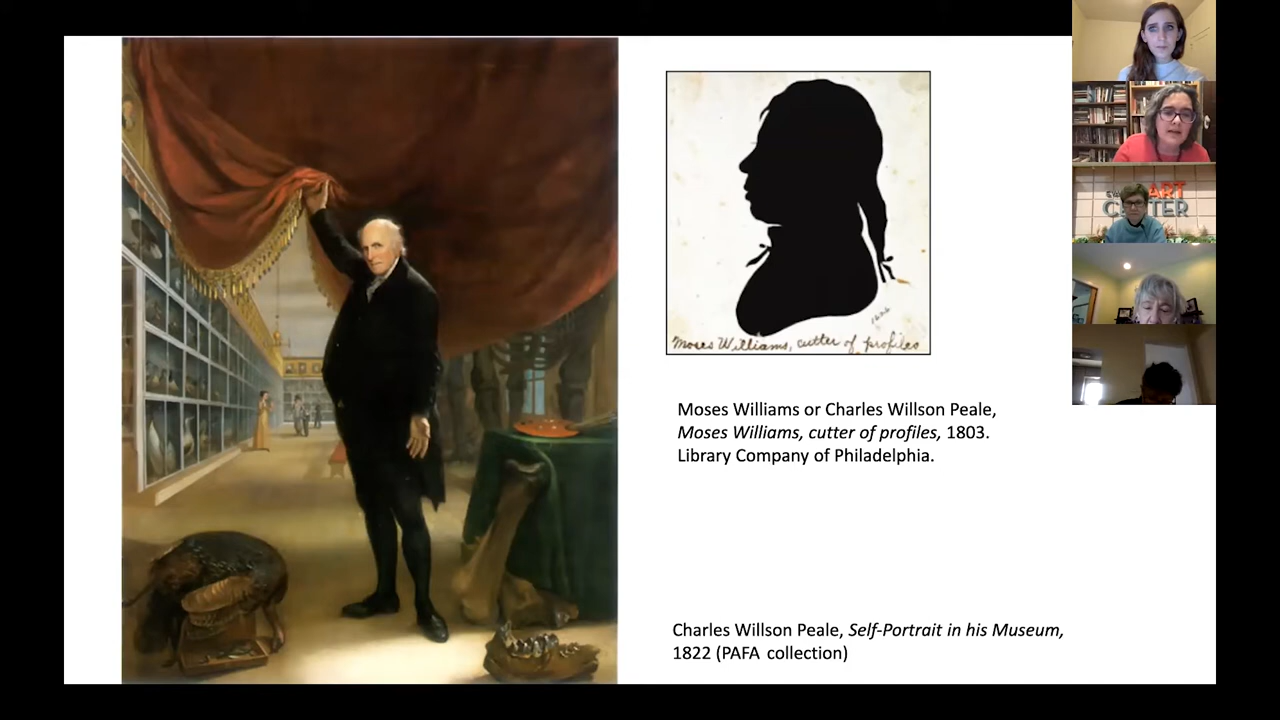 Moses Williams, cutter of profiles
Moses Williams or Charles Willson Peale,
Moses Williams, cutter of profiles, 1803.
Library Company of Philadelphia.
Charles Willson Peale, Self-Portrait in his Museum,
1822 (PAFA collection)
ART